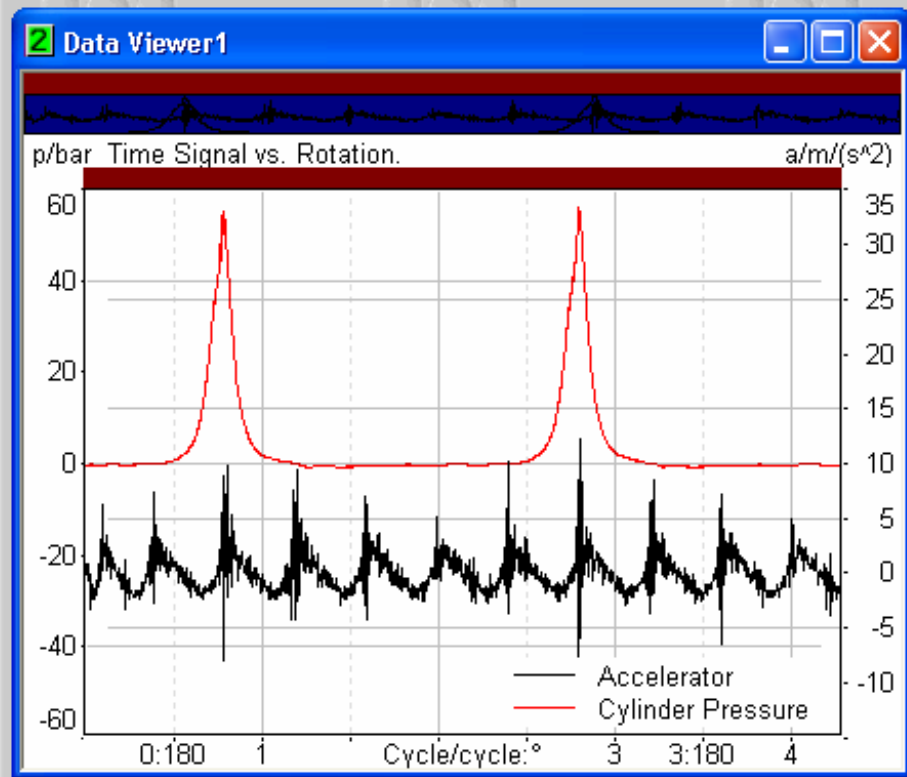 2 Data Viewer1
p/bar Time Signal vs. Rotation. a/m/(s^2)
60 35
30
40 25
20 20
15
0 10
5
-20 0
-40 -5
Accelerator
-10
Cylinder Pressure
-60
0:180 1 Cycle/cycle:° 3 3:180 4